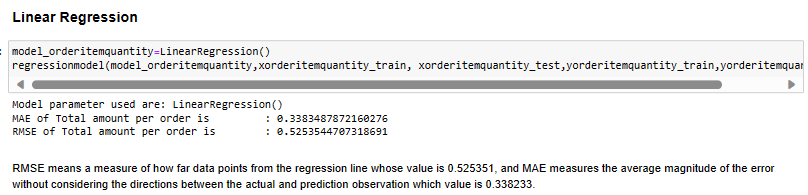 Linear Regression
model_orderitemquantity=LinearRegression()
regressionmodel(model_orderitemquantity,xorderitemquantity_train, xorderitemquantity_test,yorderitemquantity_train,yorderitemquan
Model parameter used are: LinearRegression()
MAE of Total amount per order is : 0.3383487872160276
RMSE of Total amount per order is : 0.5253544707318691
RMSE means a measure of how far data points from the regression line whose value is 0.525351, and MAE measures the average magnitude of the error
without considering the directions between the actual and prediction observation which value is 0.338233.